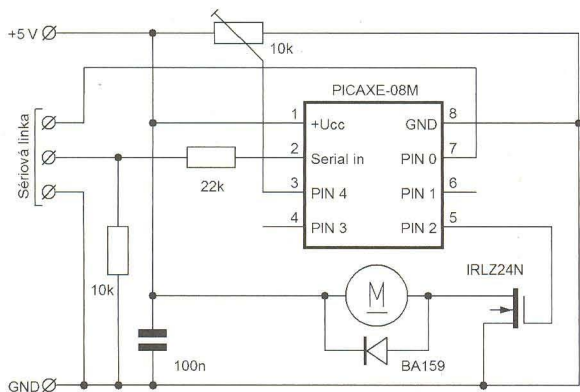 +5 V
10k
PICAXE-08M
1 +Ucc GND 8
Sériová linka
2 Serial in PIN 0 7
22k
3 PIN 4 PIN 1 6
4 PIN 3 PIN 2 5
10k
IRLZ24N
M
BA159
100n
GND